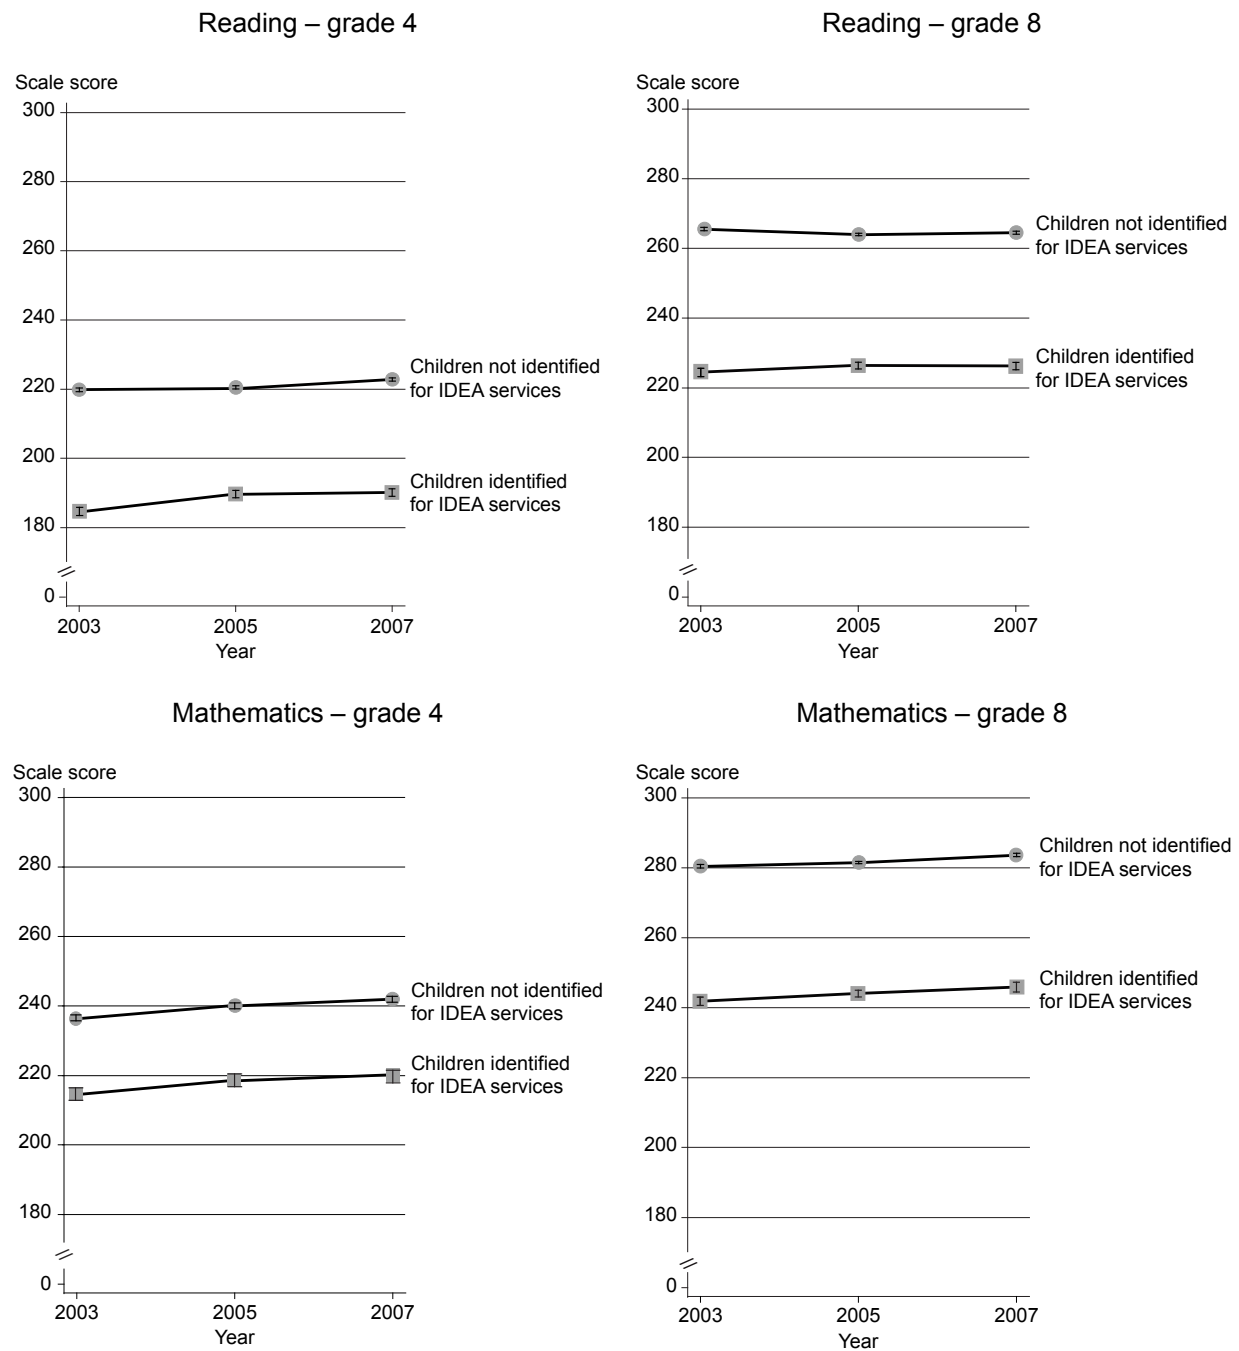 Reading – grade 4
Scale score
300
280
260
240
220
200
180
0
Children not identified
for IDEA services
Children identified
for IDEA services
2003 2005 2007
Year
Reading – grade 8
Scale score
300
280
260
240
220
200
180
0
Children not identified
for IDEA services
Children identified
for IDEA services
2003 2005 2007
Year
Mathematics – grade 4
Scale score
300
280
260
240
220
200
180
0
Children not identified
for IDEA services
Children identified
for IDEA services
2003 2005 2007
Year
Mathematics – grade 8
Scale score
300
280
260
240
220
200
180
0
Children not identified
for IDEA services
Children identified
for IDEA services
2003 2005 2007
Year